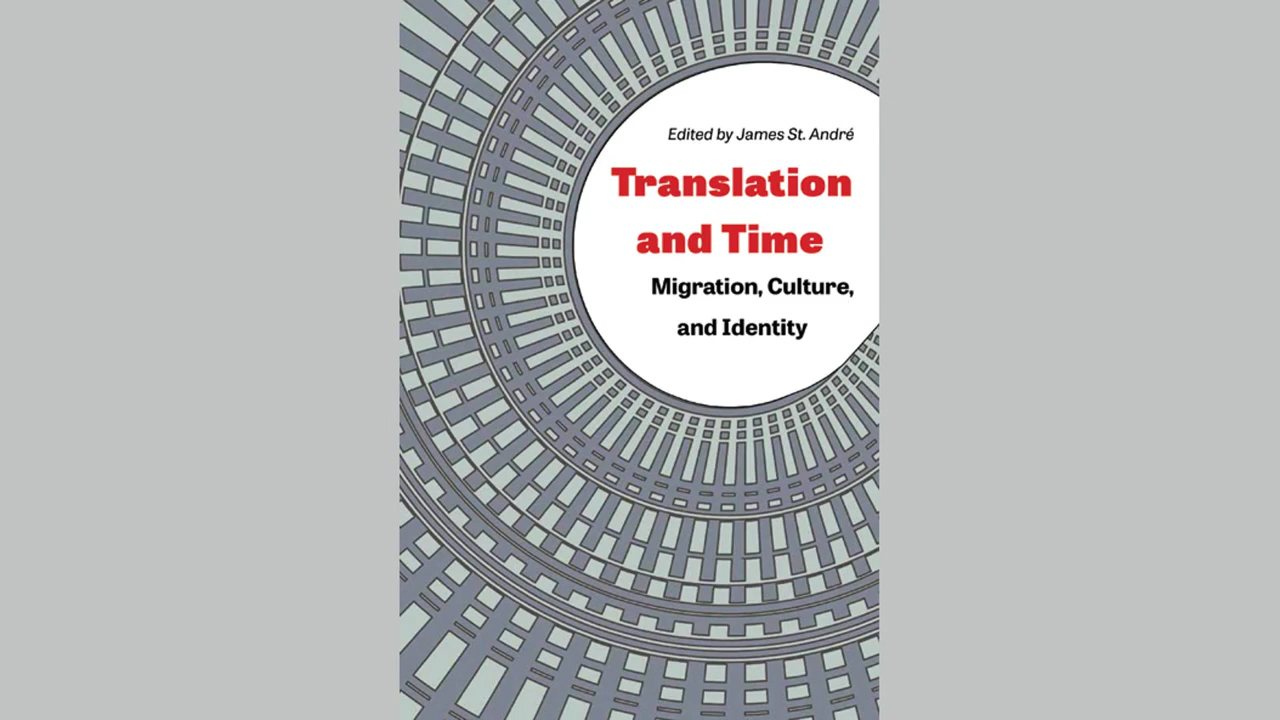 Edited by James St. André
Translation
and Time
Migration, Culture,
and Identity